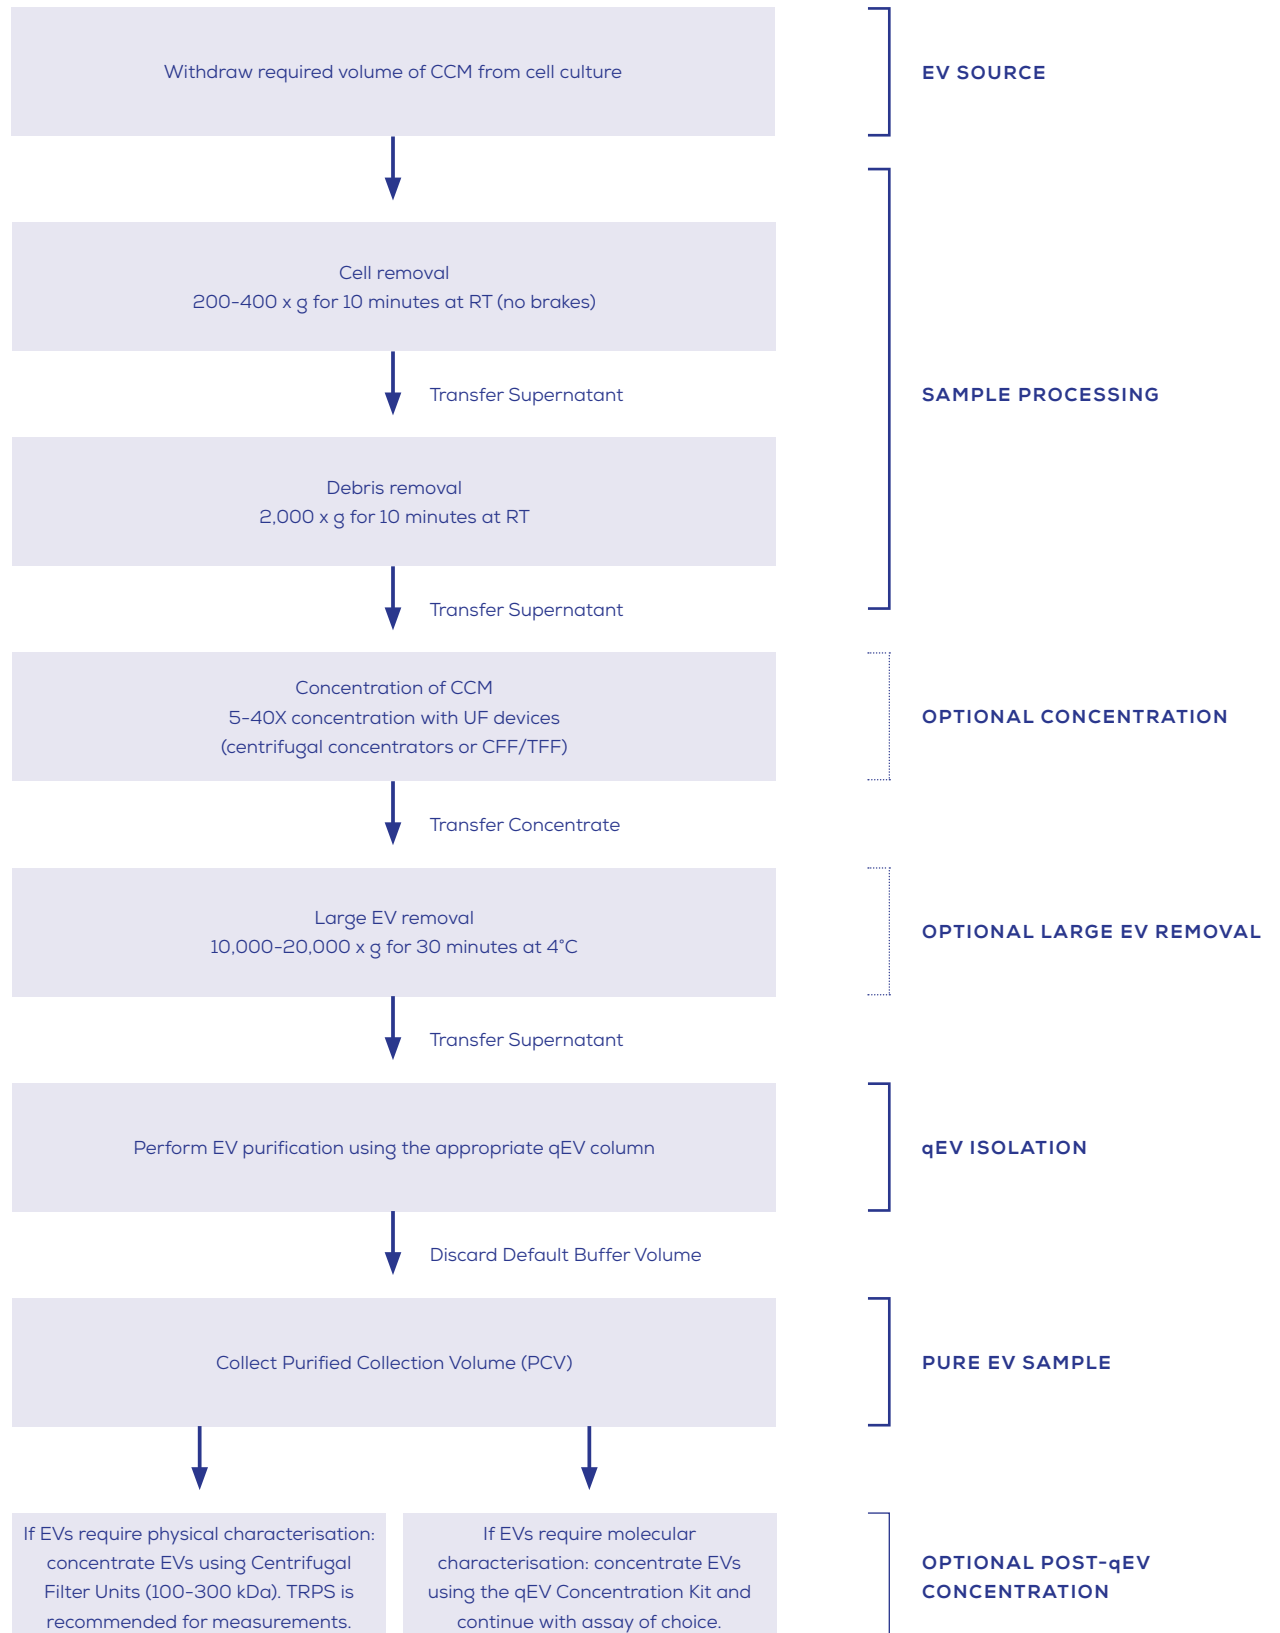 Withdraw required volume of CCM from cell culture
EV SOURCE
Cell removal
200-400 x g for 10 minutes at RT (no brakes)
Transfer Supernatant
SAMPLE PROCESSING
Debris removal
2,000 x g for 10 minutes at RT
Transfer Supernatant
Concentration of CCM
5-40X concentration with UF devices
(centrifugal concentrators or CFF/TFF)
OPTIONAL CONCENTRATION
Transfer Concentrate
Large EV removal
10,000-20,000 x g for 30 minutes at 4°C
OPTIONAL LARGE EV REMOVAL
Transfer Supernatant
Perform EV purification using the appropriate qEV column
qEV ISOLATION
Discard Default Buffer Volume
Collect Purified Collection Volume (PCV)
PURE EV SAMPLE
If EVs require physical characterisation:
concentrate EVs using Centrifugal
Filter Units (100-300 kDa). TRPS is
recommended for measurements.
If EVs require molecular
characterisation: concentrate EVs
using the qEV Concentration Kit and
continue with assay of choice.
OPTIONAL POST-qEV
CONCENTRATION